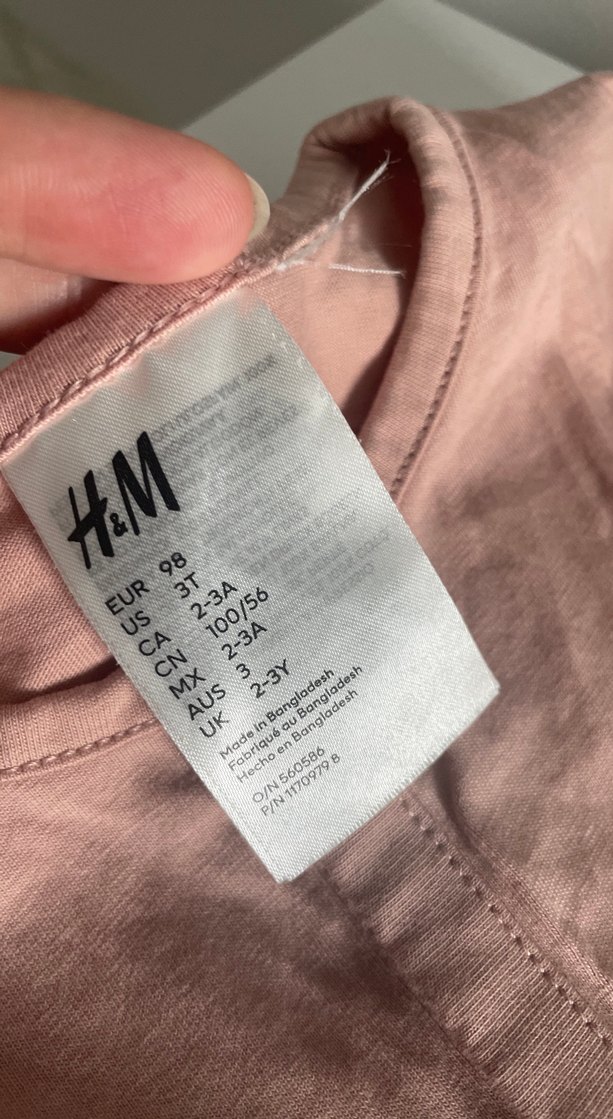 H&M
EUR 98
US 3T
CA 2-3A
CN 100/56
MX 2-3A
AUS 3
UK 2-3Y
Made in Bangladesh
Fabriqué au Bangladesh
Hecho en Bangladesh
O/N 560586
P/N 1170979 8